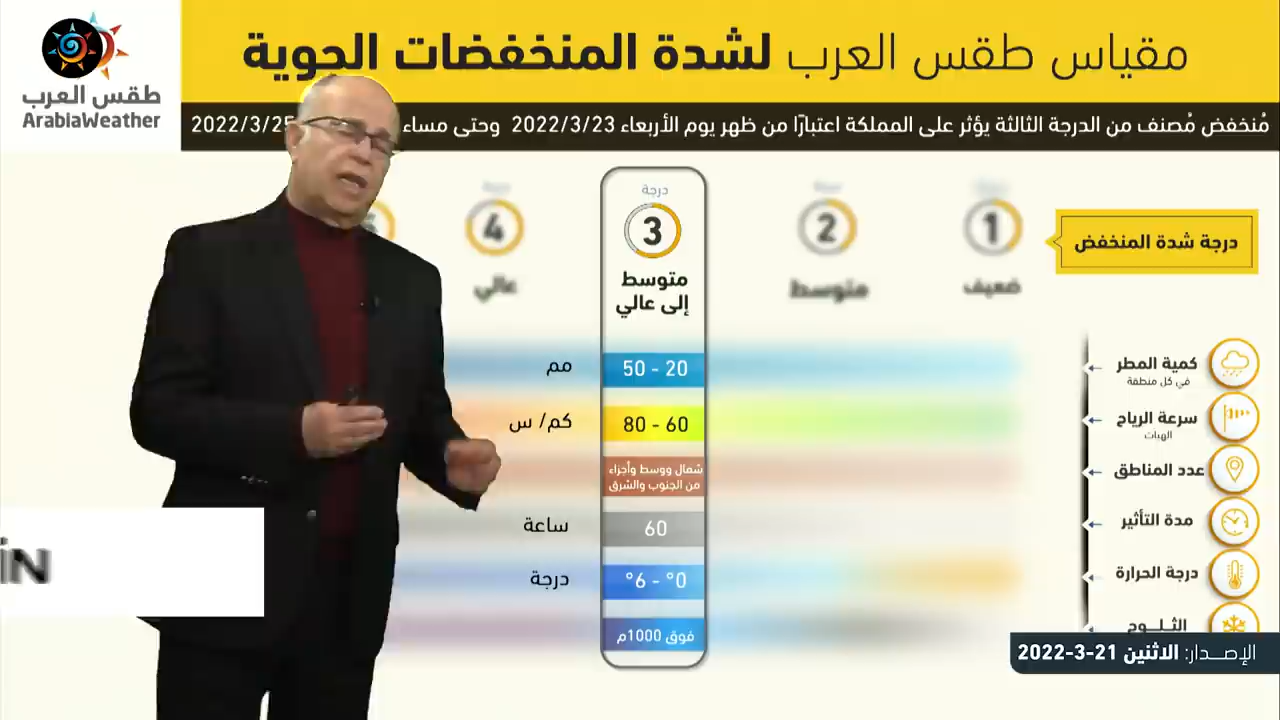 مقياس طقس العرب لشدة المنخفضات الجوية
طقس العرب
ArabiaWeather
مُنخفض مُصنف من الدرجة الثالثة يؤثر على المملكة اعتبارًا من ظهر يوم الأربعاء 2022/3/23 وحتى مساء 2022/3/25
درجة شدة المنخفض
1
ضعيف
2
متوسط
درجة
3
متوسط
إلى عالي
4
عالي
كمية المطر
في كل منطقة
20 - 50
مم
سرعة الرياح
الهبات
60 - 80
كم/ س
عدد المناطق
شمال ووسط وأجزاء
من الجنوب والشرق
مدة التأثير
60
ساعة
درجة الحرارة
0° - 6°
درجة
الثلـــوج
فوق 1000م
الإصــدار: الاثنين 21-3-2022